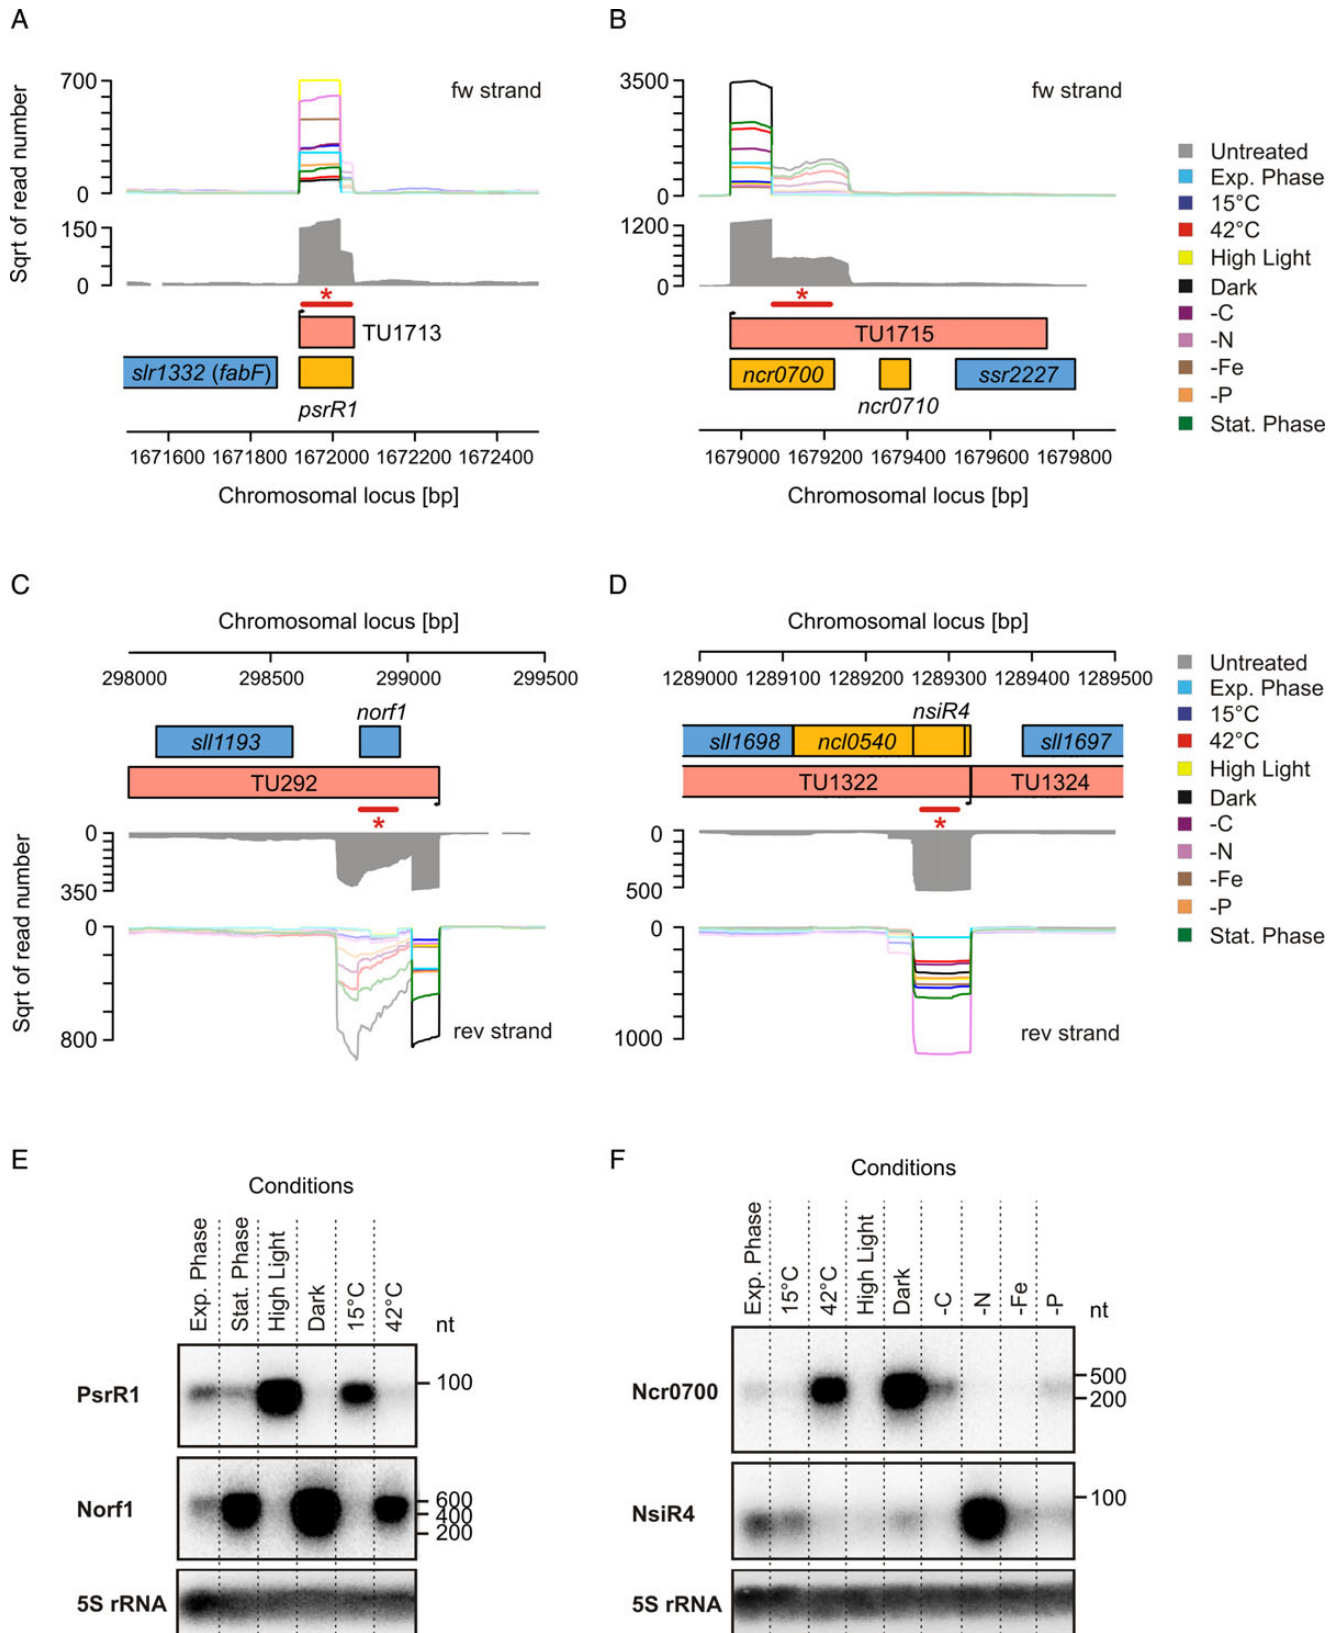 A
B
700
fw strand
0
150
0
Sqrt of read number
*
TU1713
slr1332 (fabF)
psrR1
1671600 1671800 1672000 1672200 1672400
Chromosomal locus [bp]
3500
fw strand
0
1200
0
*
TU1715
ncr0700
ncr0710
ssr2227
1679000 1679200 1679400 1679600 1679800
Chromosomal locus [bp]
Untreated
Exp. Phase
15°C
42°C
High Light
Dark
-C
-N
-Fe
-P
Stat. Phase
C
D
Chromosomal locus [bp]
298000 298500 299000 299500
norf1
sll1193
TU292
*
0
350
0
800
Sqrt of read number
rev strand
Chromosomal locus [bp]
1289000 1289100 1289200 1289300 1289400 1289500
nsiR4
sll1698 ncl0540 sll1697
TU1322 TU1324
*
0
500
0
1000
rev strand
Untreated
Exp. Phase
15°C
42°C
High Light
Dark
-C
-N
-Fe
-P
Stat. Phase
E
Conditions
Exp. Phase
Stat. Phase
High Light
Dark
15°C
42°C
nt
PsrR1
100
Norf1
600
400
200
5S rRNA
F
Conditions
Exp. Phase
15°C
42°C
High Light
Dark
-C
-N
-Fe
-P
nt
Ncr0700
500
200
NsiR4
100
5S rRNA